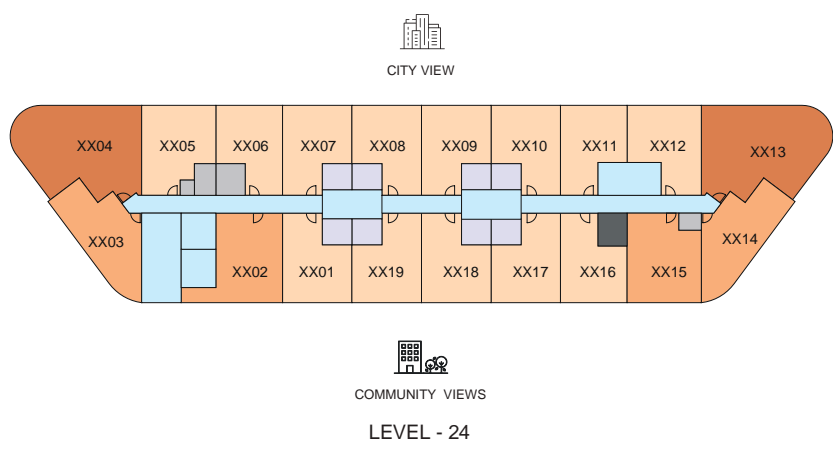 CITY VIEW
XX04 XX05 XX06 XX07 XX08 XX09 XX10 XX11 XX12 XX13
XX03 XX14
XX02 XX01 XX19 XX18 XX17 XX16 XX15
COMMUNITY VIEWS
LEVEL - 24